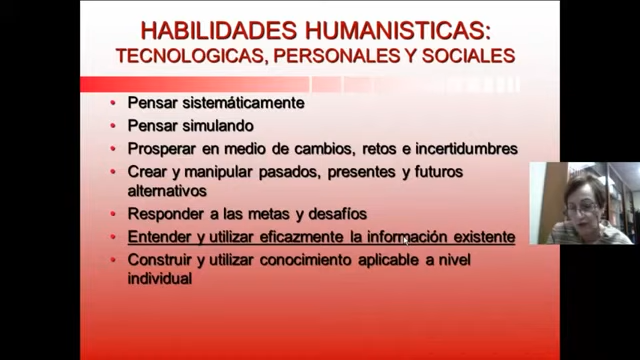 HABILIDADES HUMANISTICAS:
TECNOLOGICAS, PERSONALES Y SOCIALES
• Pensar sistemáticamente
• Pensar simulando
• Prosperar en medio de cambios, retos e incertidumbres
• Crear y manipular pasados, presentes y futuros
alternativos
• Responder a las metas y desafíos
• Entender y utilizar eficazmente la información existente
• Construir y utilizar conocimiento aplicable a nivel
individual